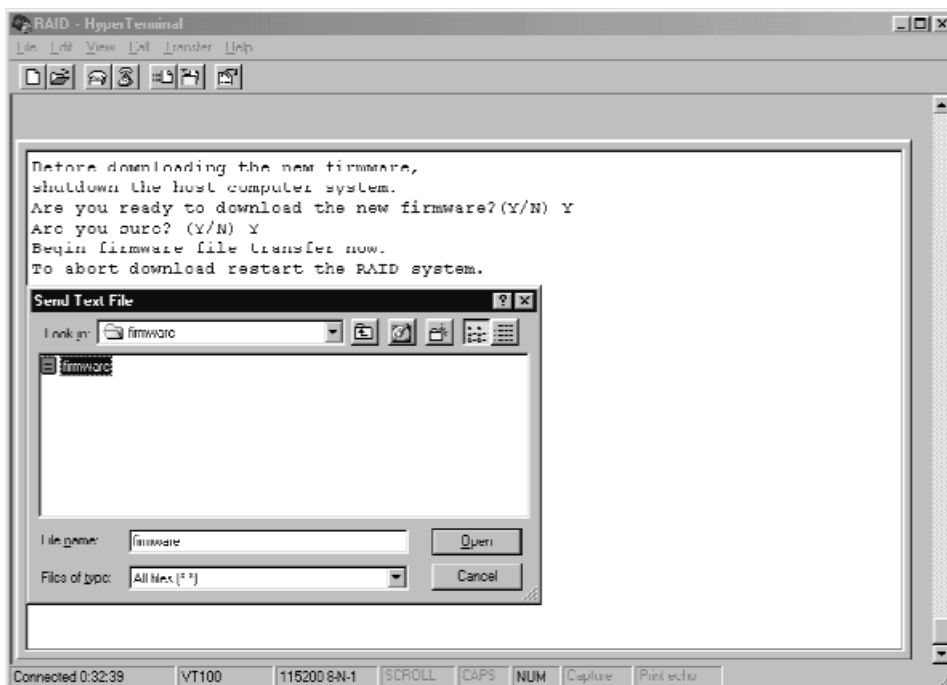 RAID - HyperTerminal
File Edit View Call Transfer Help
Before downloading the new firmware,
shutdown the host computer system.
Are you ready to download the new firmware?(Y/N) Y
Are you sure? (Y/N) Y
Begin firmware file transfer now.
To abort download restart the RAID system.
Send Text File
Look in: firmware
firmware
File name: firmware
Open
Files of type: All files (*.*)
Cancel
Connected 0:32:39 VT100 115200 8-N-1 SCROLL CAPS NUM Capture Print echo